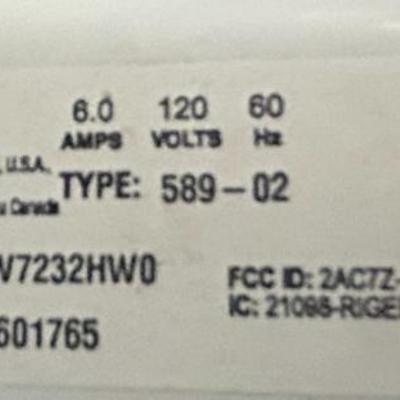 6.0 120 60
AMPS VOLTS Hz
, U.S.A.
TYPE: 589-02
u Canada
V7232HW0
FCC ID: 2AC7Z-
IC: 21098-RIGE
601765